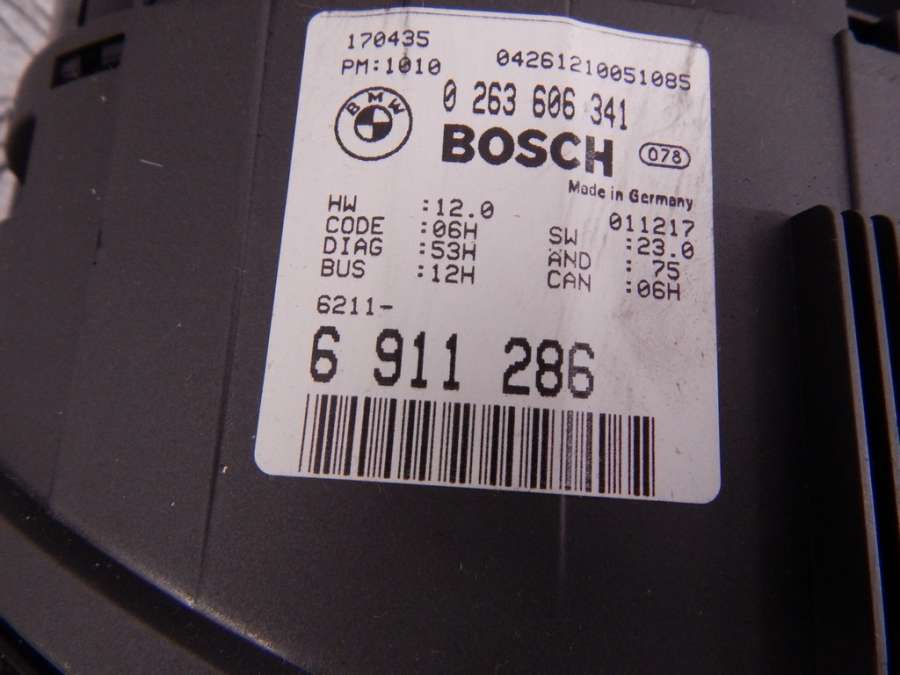 170435
PM:1010
04261210051085
0 263 606 341
BMW
BOSCH
078
Made in Germany
011217
HW :12.0
CODE :06H
DIAG :53H
BUS :12H
SW :23.0
AND : 75
CAN :06H
6211-
6 911 286